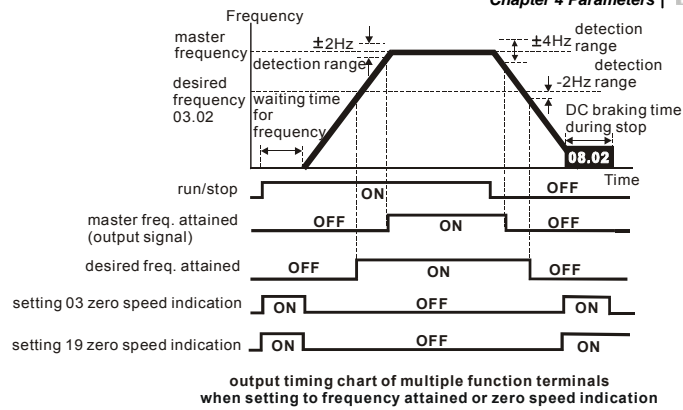 Chapter 4 Parameters |
Frequency
master
frequency
±2Hz
detection range
±4Hz
detection
range
detection
-2Hz range
desired
frequency
03.02
waiting time
for
frequency
DC braking time
during stop
08.02
Time
run/stop
ON
OFF
master freq. attained
(output signal)
OFF
ON
OFF
desired freq. attained
OFF
ON
OFF
setting 03 zero speed indication
ON
OFF
ON
setting 19 zero speed indication
ON
OFF
ON
output timing chart of multiple function terminals
when setting to frequency attained or zero speed indication